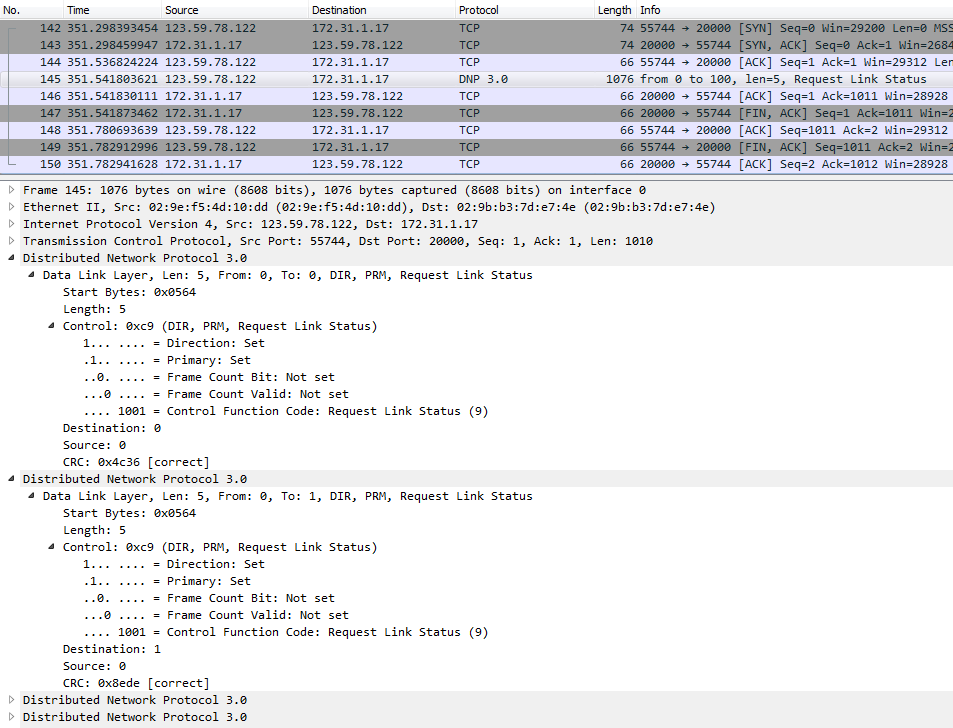 No. Time Source Destination Protocol Length Info
142 351.298393454 123.59.78.122 172.31.1.17 TCP 74 55744 → 20000 [SYN] Seq=0 Win=29200 Len=0 MSS
143 351.298459947 172.31.1.17 123.59.78.122 TCP 74 20000 → 55744 [SYN, ACK] Seq=0 Ack=1 Win=2684
144 351.536824224 123.59.78.122 172.31.1.17 TCP 66 55744 → 20000 [ACK] Seq=1 Ack=1 Win=29312 Len
145 351.541803621 123.59.78.122 172.31.1.17 DNP 3.0 1076 from 0 to 100, len=5, Request Link Status
146 351.541830111 172.31.1.17 123.59.78.122 TCP 66 20000 → 55744 [ACK] Seq=1 Ack=1011 Win=28928
147 351.541873462 172.31.1.17 123.59.78.122 TCP 66 20000 → 55744 [FIN, ACK] Seq=1 Ack=1011 Win=2
148 351.780693639 123.59.78.122 172.31.1.17 TCP 66 55744 → 20000 [ACK] Seq=1011 Ack=2 Win=29312
149 351.782912996 123.59.78.122 172.31.1.17 TCP 66 55744 → 20000 [FIN, ACK] Seq=1011 Ack=2 Win=2
150 351.782941628 172.31.1.17 123.59.78.122 TCP 66 20000 → 55744 [ACK] Seq=2 Ack=1012 Win=28928
Frame 145: 1076 bytes on wire (8608 bits), 1076 bytes captured (8608 bits) on interface 0
Ethernet II, Src: 02:9e:f5:4d:10:dd (02:9e:f5:4d:10:dd), Dst: 02:9b:b3:7d:e7:4e (02:9b:b3:7d:e7:4e)
Internet Protocol Version 4, Src: 123.59.78.122, Dst: 172.31.1.17
Transmission Control Protocol, Src Port: 55744, Dst Port: 20000, Seq: 1, Ack: 1, Len: 1010
Distributed Network Protocol 3.0
Data Link Layer, Len: 5, From: 0, To: 0, DIR, PRM, Request Link Status
Start Bytes: 0x0564
Length: 5
Control: 0xc9 (DIR, PRM, Request Link Status)
1... .... = Direction: Set
.1.. .... = Primary: Set
..0. .... = Frame Count Bit: Not set
...0 .... = Frame Count Valid: Not set
.... 1001 = Control Function Code: Request Link Status (9)
Destination: 0
Source: 0
CRC: 0x4c36 [correct]
Distributed Network Protocol 3.0
Data Link Layer, Len: 5, From: 0, To: 1, DIR, PRM, Request Link Status
Start Bytes: 0x0564
Length: 5
Control: 0xc9 (DIR, PRM, Request Link Status)
1... .... = Direction: Set
.1.. .... = Primary: Set
..0. .... = Frame Count Bit: Not set
...0 .... = Frame Count Valid: Not set
.... 1001 = Control Function Code: Request Link Status (9)
Destination: 1
Source: 0
CRC: 0x8ede [correct]
Distributed Network Protocol 3.0
Distributed Network Protocol 3.0